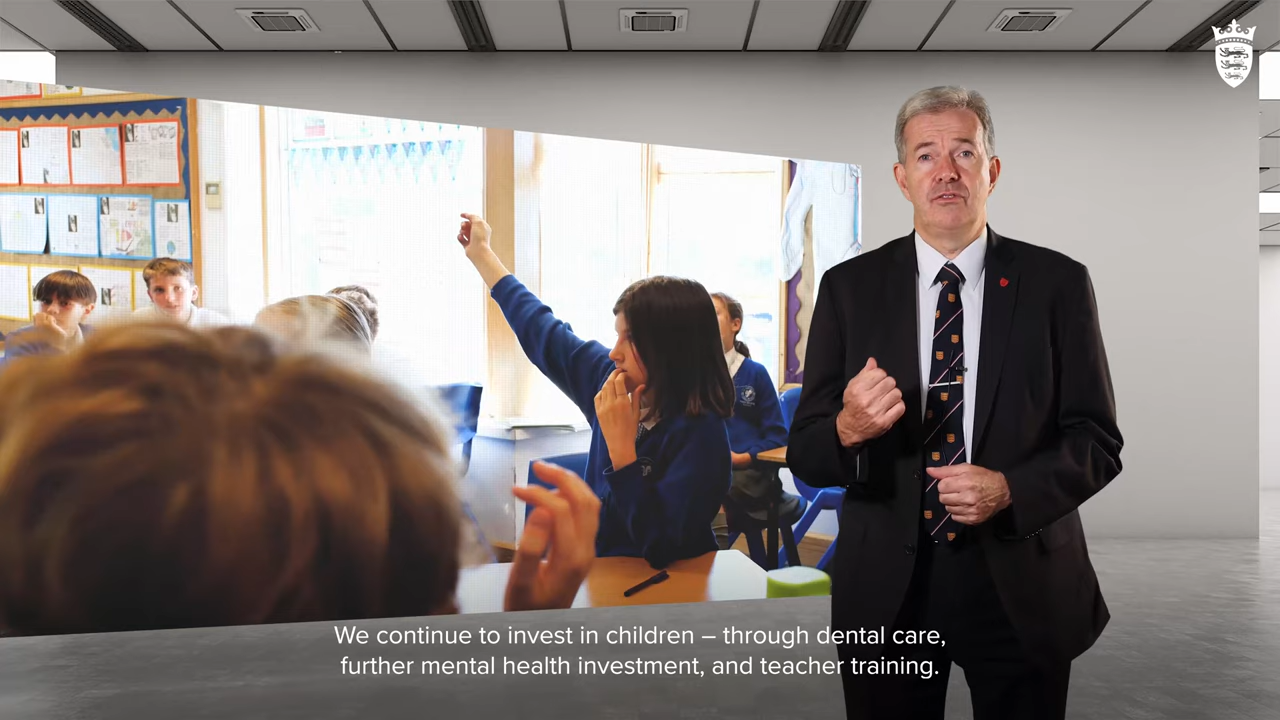 We continue to invest in children – through dental care,
further mental health investment, and teacher training.